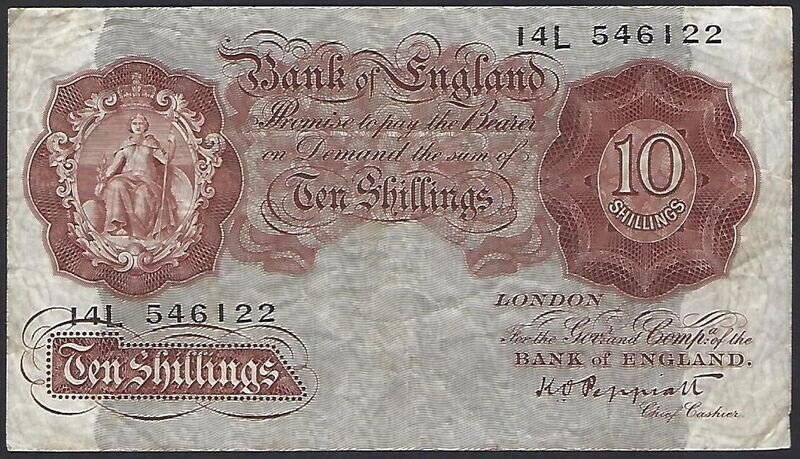 14L 546122
Bank of England
Promise to pay the Bearer
on Demand the sum of
Ten Shillings
10
SHILLINGS
14L 546122
Ten Shillings
LONDON
For the Govr. and Compa. of the
BANK of ENGLAND.
K O Peppiatt
Chief Cashier.